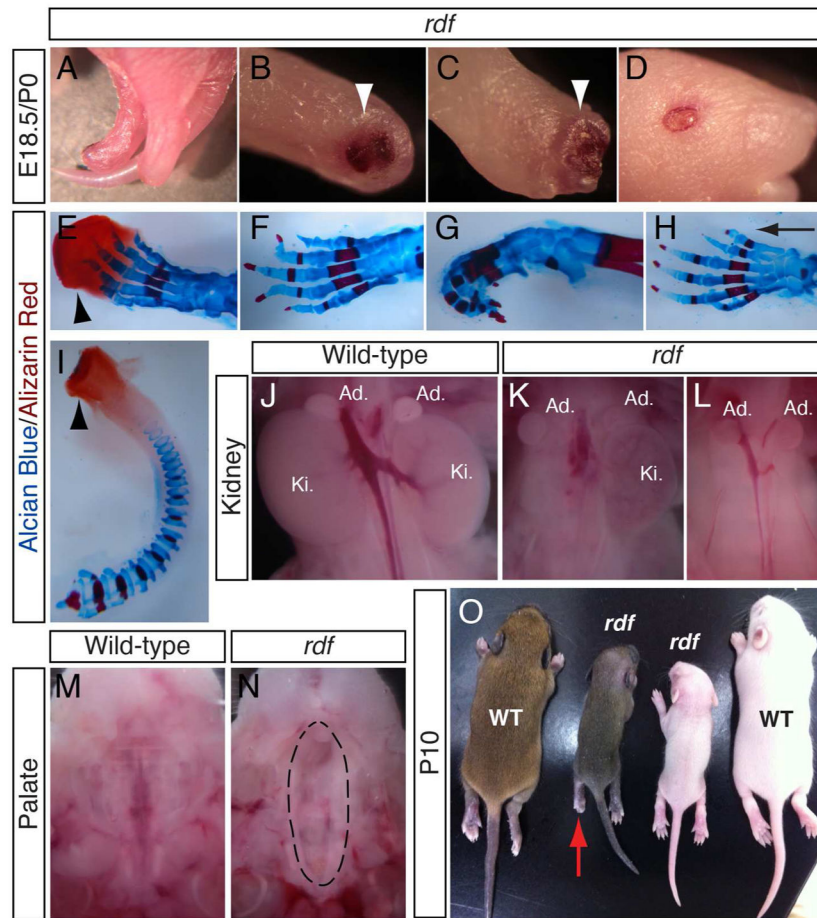 rdf
E18.5/P0
A
B
C
D
Alcian Blue/Alizarin Red
E
F
G
H
I
Wild-type
rdf
Kidney
J
Ad.
Ad.
Ki.
Ki.
K
Ad.
Ad.
Ki.
L
Ad.
Ad.
Wild-type
rdf
Palate
M
N
P10
O
WT
rdf
rdf
WT